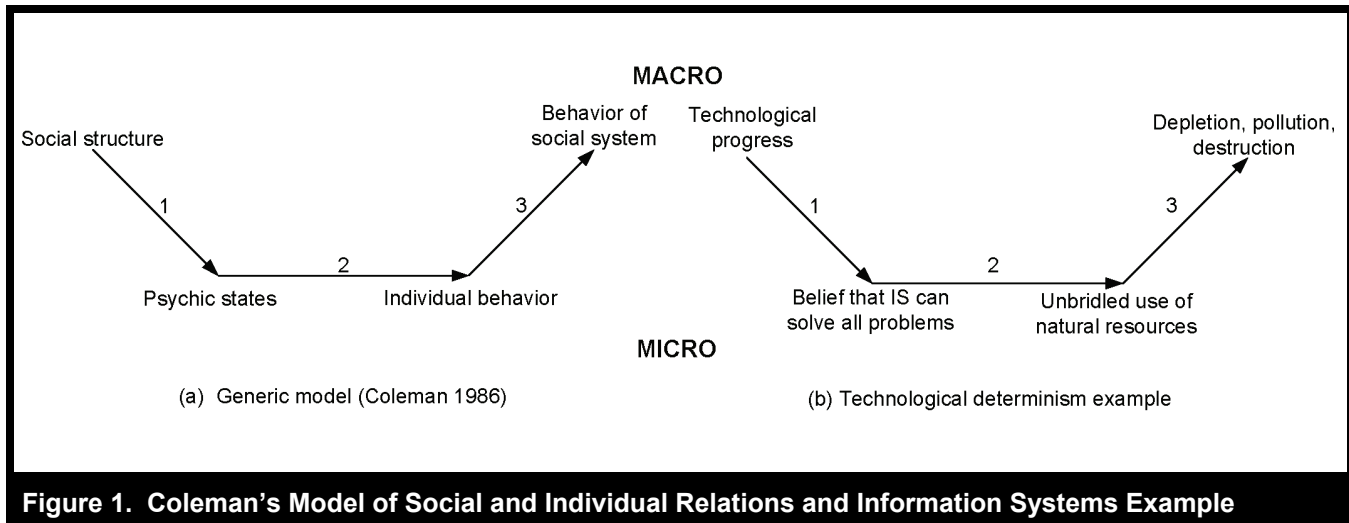 MACRO
Social structure
Behavior of
social system
1
2
3
Psychic states
Individual behavior
Technological
progress
Depletion, pollution,
destruction
1
2
3
Belief that IS can
solve all problems
Unbridled use of
natural resources
MICRO
(a) Generic model (Coleman 1986)
(b) Technological determinism example
Figure 1. Coleman’s Model of Social and Individual Relations and Information Systems Example